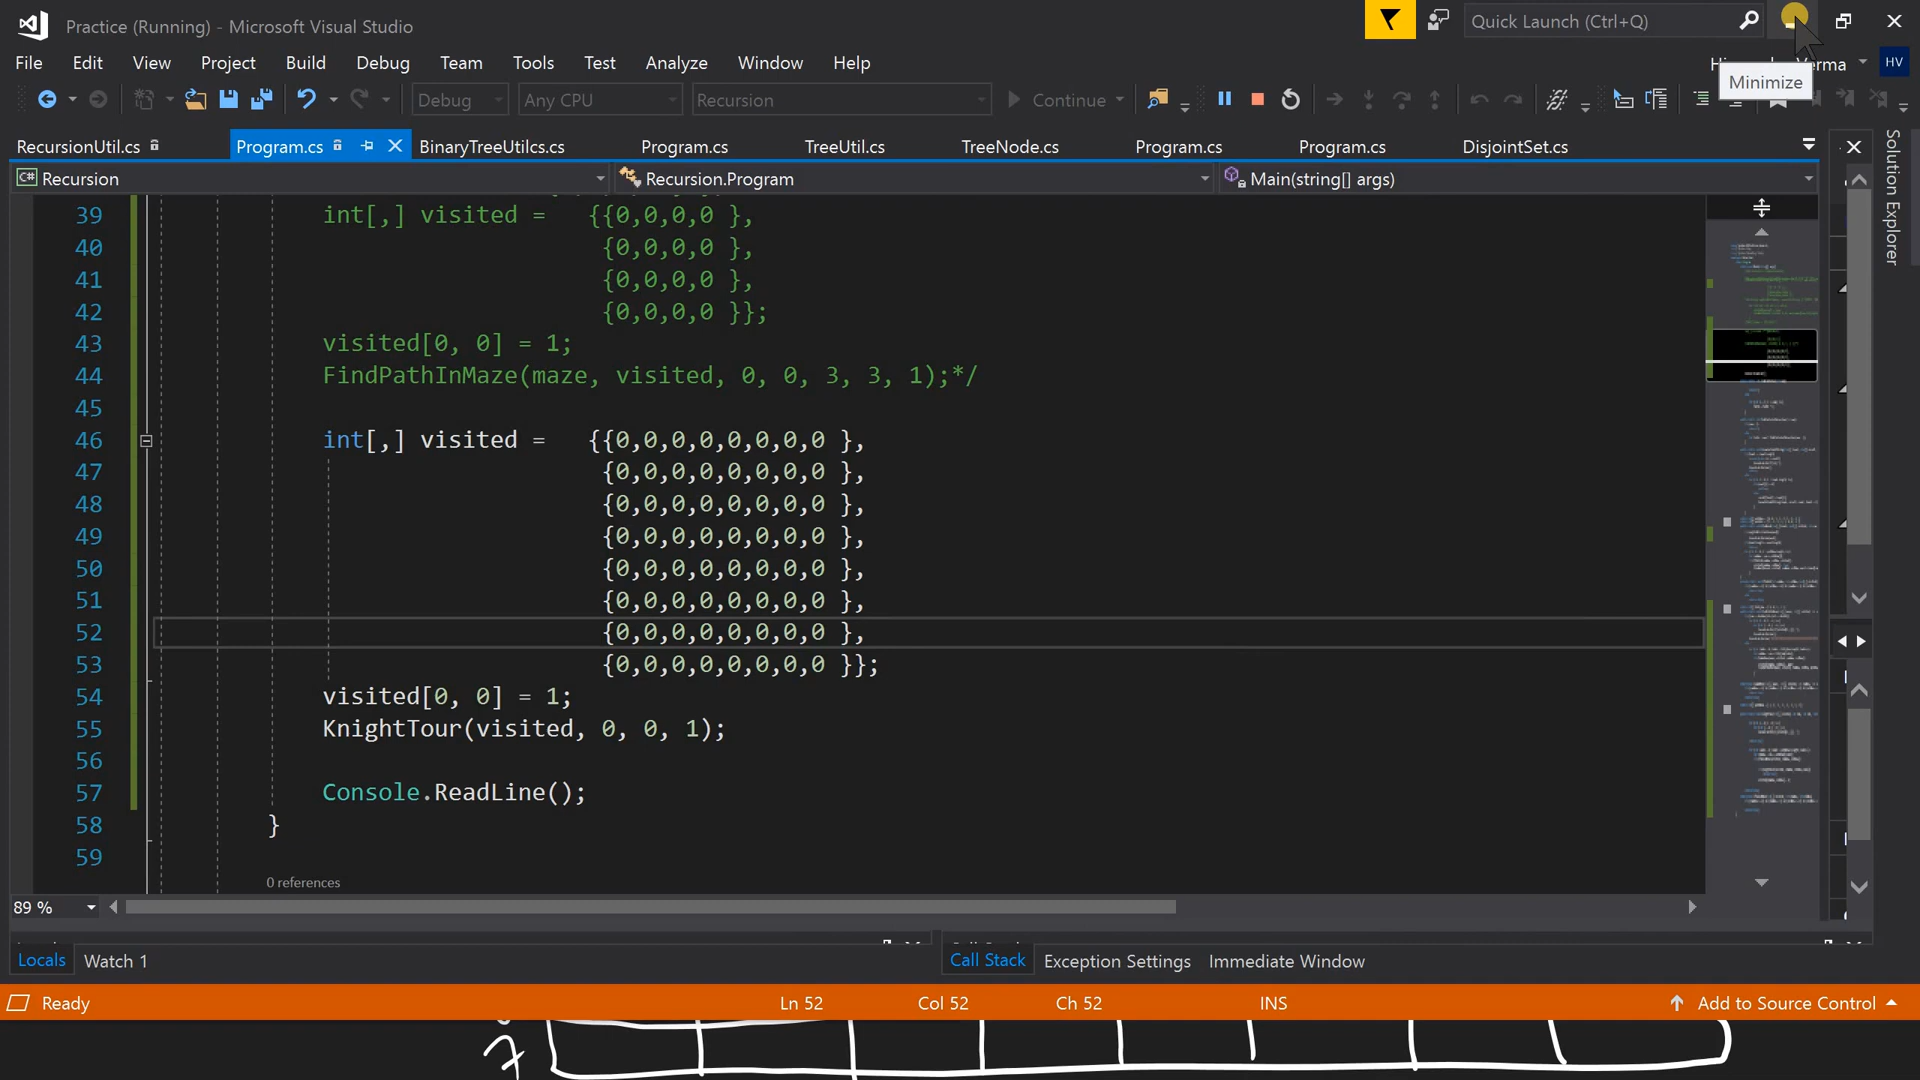 Practice (Running) - Microsoft Visual Studio
Quick Launch (Ctrl+Q)
File Edit View Project Build Debug Team Tools Test Analyze Window Help
HV
Minimize
Debug Any CPU Recursion Continue
RecursionUtil.cs Program.cs BinaryTreeUtilcs.cs Program.cs TreeUtil.cs TreeNode.cs Program.cs Program.cs DisjointSet.cs
Solution Explorer
C# Recursion Recursion.Program Main(string[] args)
39 int[,] visited = {{0,0,0,0 },
40 {0,0,0,0 },
41 {0,0,0,0 },
42 {0,0,0,0 }};
43 visited[0, 0] = 1;
44 FindPathInMaze(maze, visited, 0, 0, 3, 3, 1);*/
45
46 int[,] visited = {{0,0,0,0,0,0,0,0 },
47 {0,0,0,0,0,0,0,0 },
48 {0,0,0,0,0,0,0,0 },
49 {0,0,0,0,0,0,0,0 },
50 {0,0,0,0,0,0,0,0 },
51 {0,0,0,0,0,0,0,0 },
52 {0,0,0,0,0,0,0,0 },
53 {0,0,0,0,0,0,0,0 }};
54 visited[0, 0] = 1;
55 KnightTour(visited, 0, 0, 1);
56
57 Console.ReadLine();
58 }
59
0 references
89 %
Locals Watch 1 Call Stack Exception Settings Immediate Window
Ready Ln 52 Col 52 Ch 52 INS Add to Source Control
7